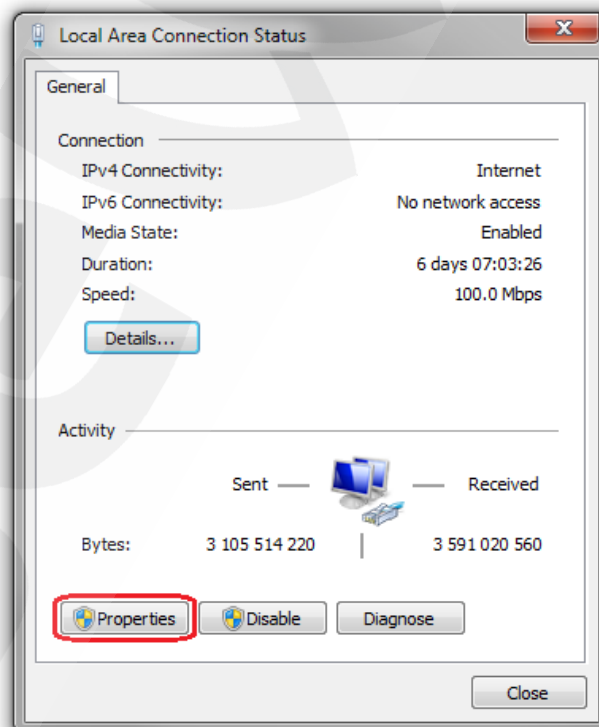 Local Area Connection Status
General
Connection
IPv4 Connectivity: Internet
IPv6 Connectivity: No network access
Media State: Enabled
Duration: 6 days 07:03:26
Speed: 100.0 Mbps
Details...
Activity
Sent Received
Bytes: 3 105 514 220 3 591 020 560
Properties Disable Diagnose
Close